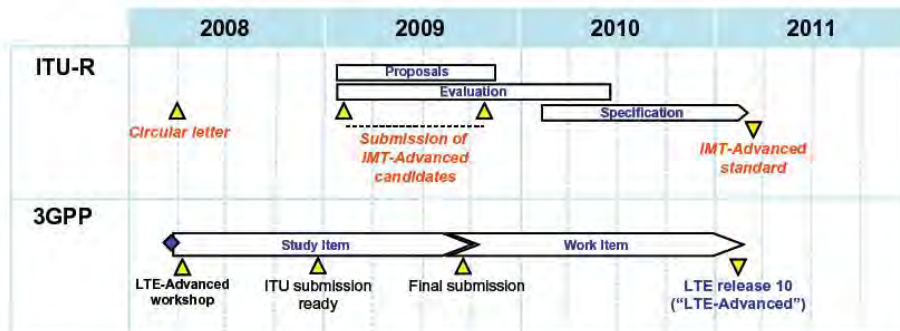 2008 2009 2010 2011
ITU-R
Proposals
Evaluation
Specification
Circular letter
Submission of
IMT-Advanced
candidates
IMT-Advanced
standard
3GPP
Study Item
Work Item
LTE-Advanced
workshop
ITU submission
ready
Final submission
LTE release 10
("LTE-Advanced")